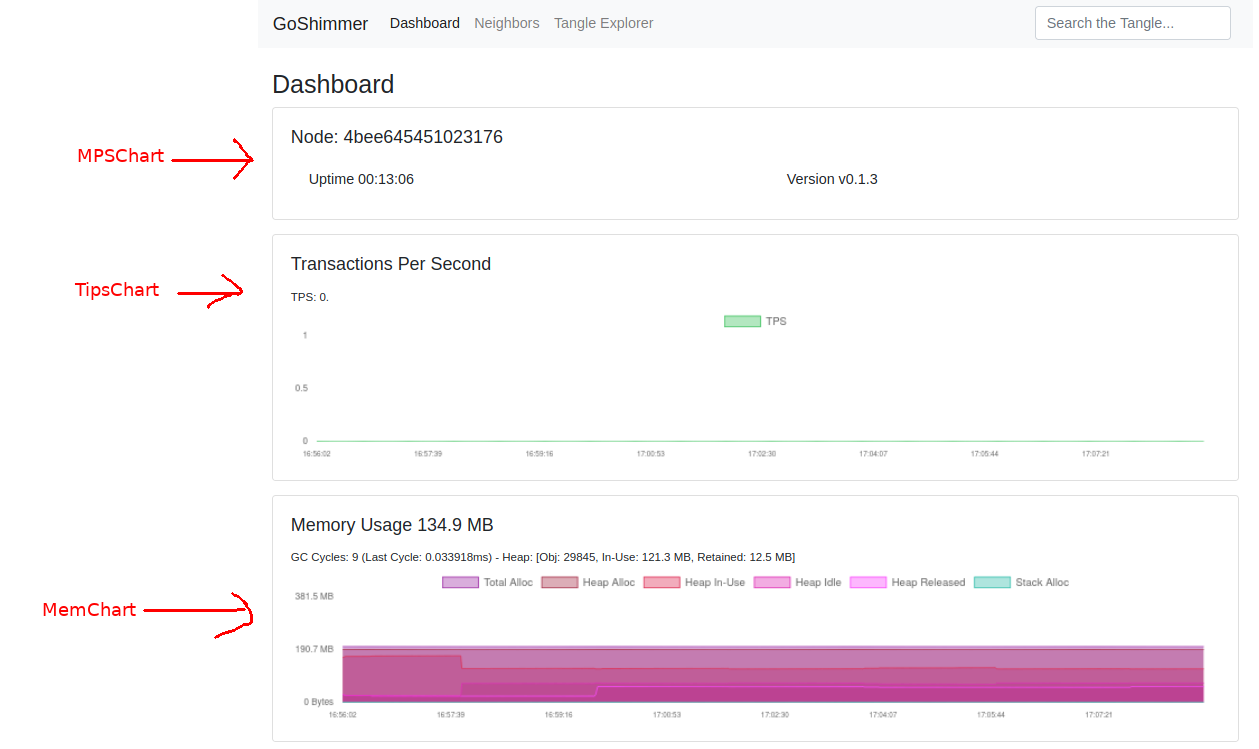 GoShimmer Dashboard Neighbors Tangle Explorer Search the Tangle...
Dashboard
Node: 4bee645451023176
MPSChart
Uptime 00:13:06 Version v0.1.3
Transactions Per Second
TipsChart
TPS: 0.
TPS
1
0.5
0
16:56:02 16:57:39 16:59:16 17:00:53 17:02:30 17:04:07 17:05:44 17:07:21
Memory Usage 134.9 MB
GC Cycles: 9 (Last Cycle: 0.033918ms) - Heap: [Obj: 29845, In-Use: 121.3 MB, Retained: 12.5 MB]
Total Alloc Heap Alloc Heap In-Use Heap Idle Heap Released Stack Alloc
381.5 MB
MemChart
190.7 MB
0 Bytes
16:56:02 16:57:39 16:59:16 17:00:53 17:02:30 17:04:07 17:05:44 17:07:21